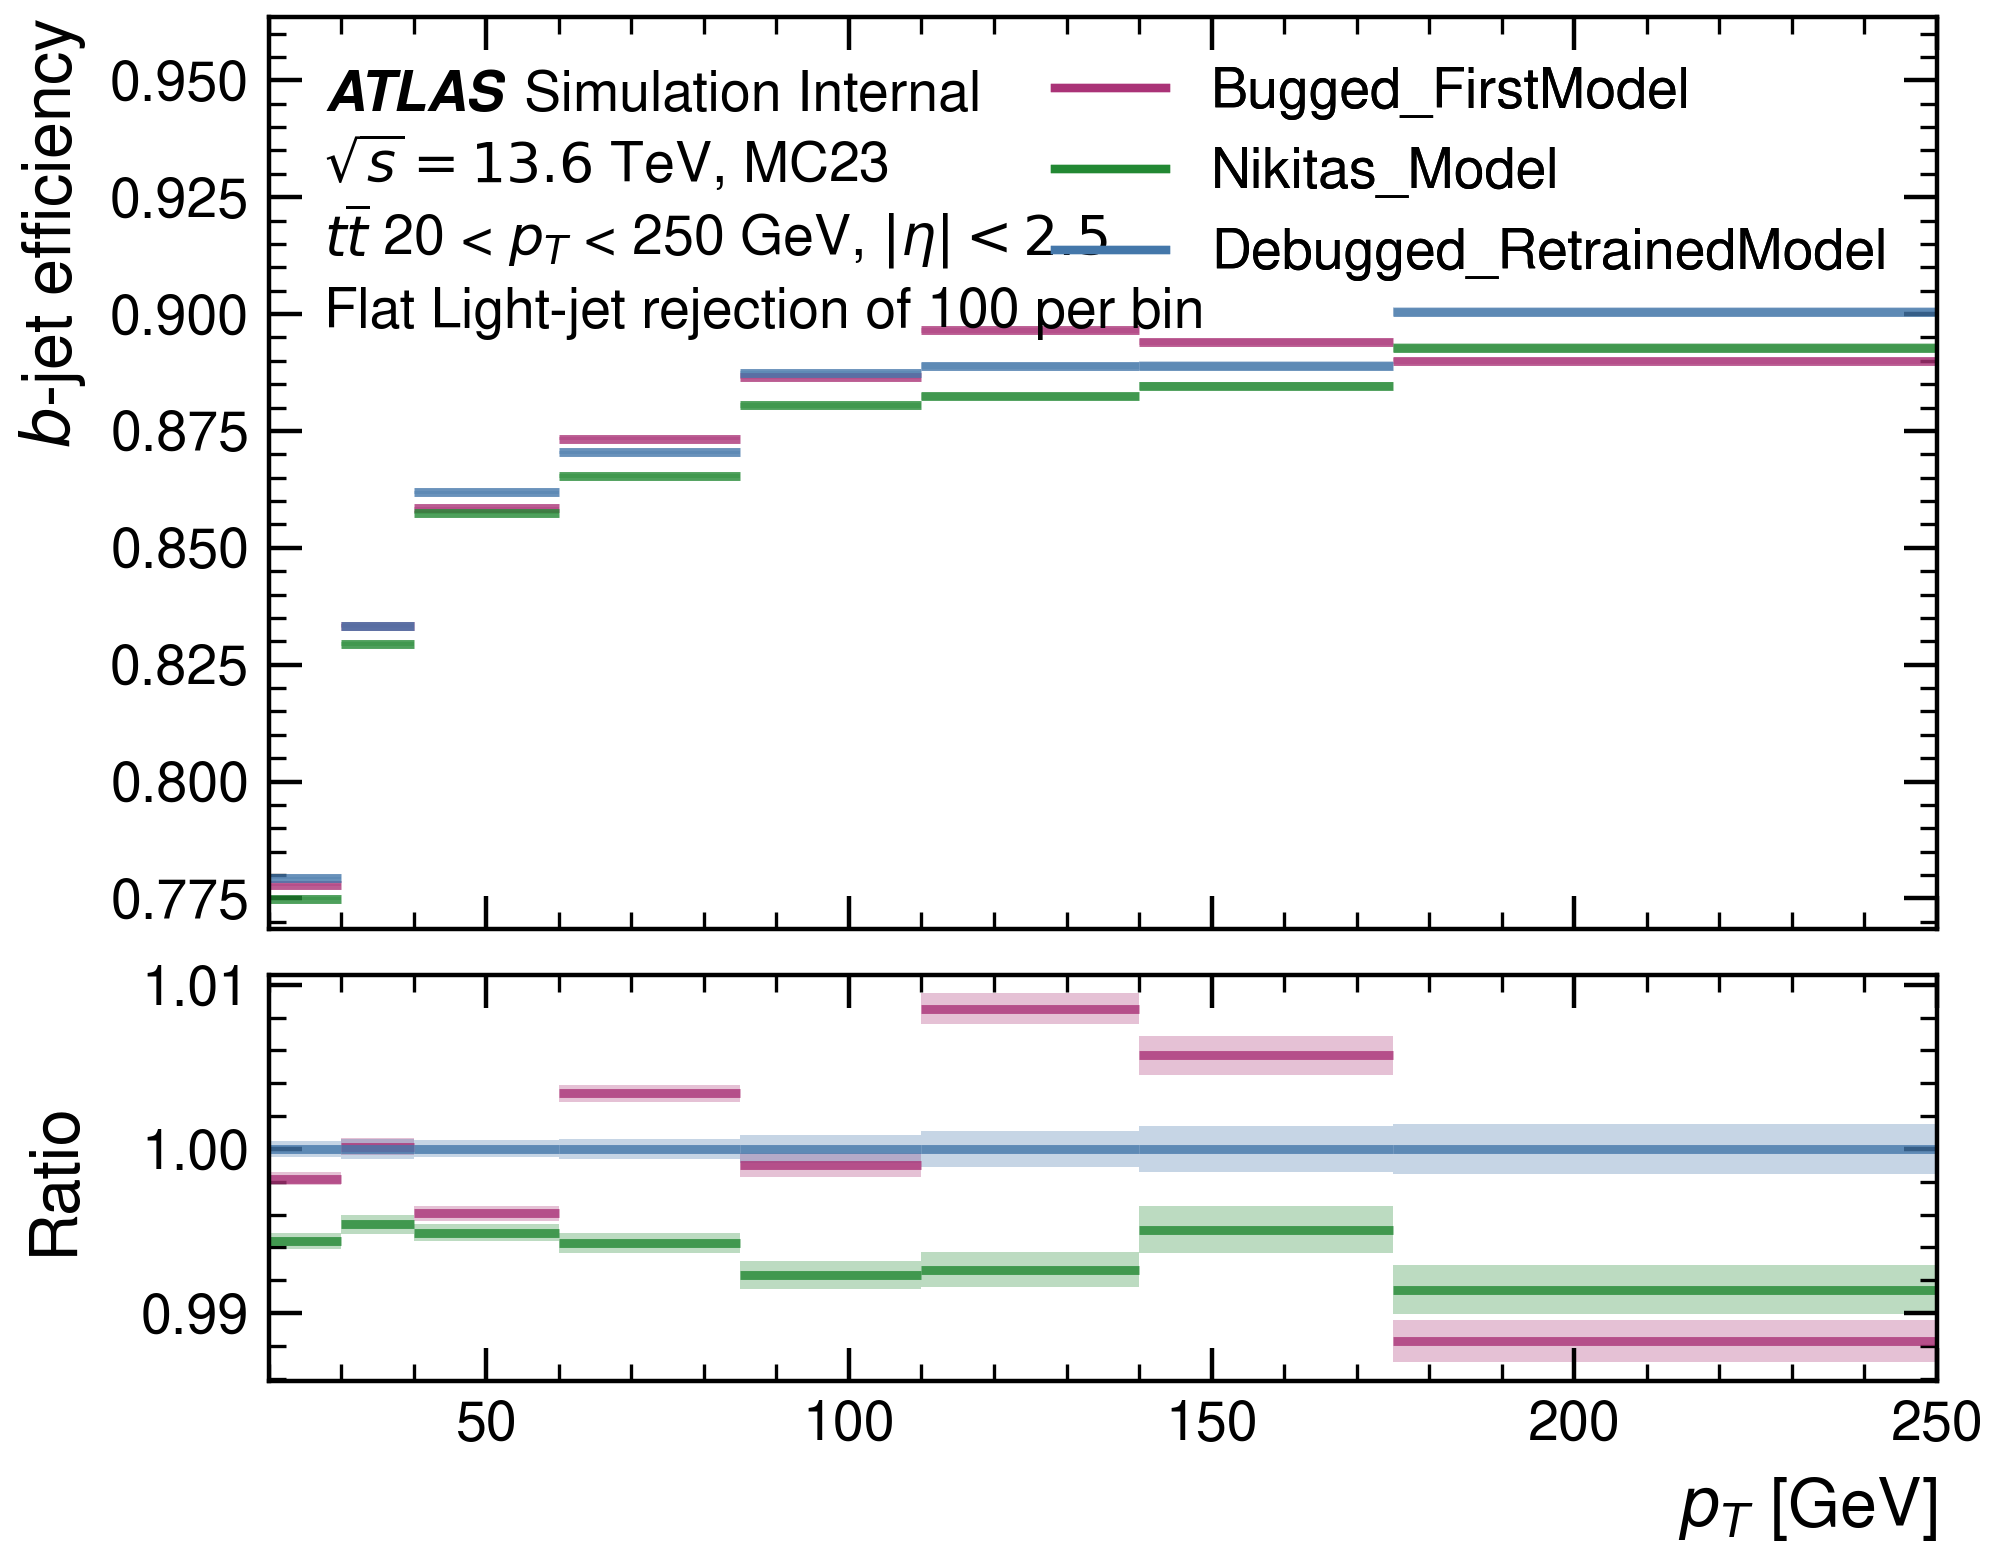 b-jet efficiency
0.950
0.925
0.900
0.875
0.850
0.825
0.800
0.775
ATLAS Simulation Internal
√s = 13.6 TeV, MC23
tt̄ 20 < pT < 250 GeV, |η| < 2.5
Flat Light-jet rejection of 100 per bin
Bugged_FirstModel
Nikitas_Model
Debugged_RetrainedModel
Ratio
1.01
1.00
0.99
50 100 150 200 250
pT [GeV]